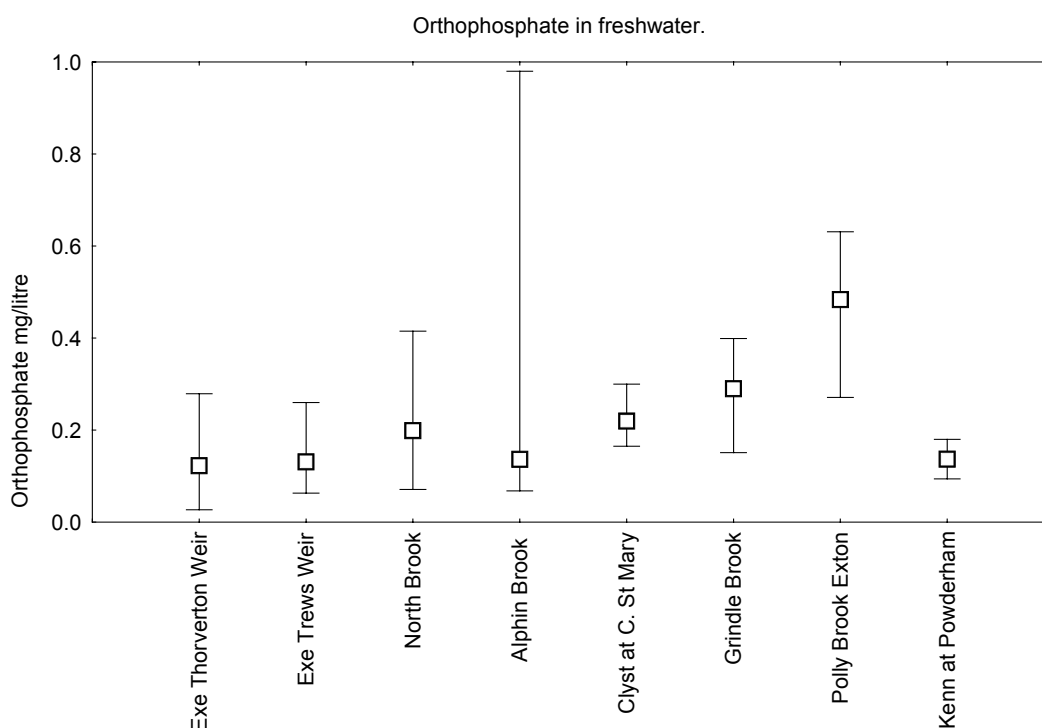 Orthophosphate in freshwater.
Orthophosphate mg/litre
1.0
0.8
0.6
0.4
0.2
0.0
Exe Thorverton Weir
Exe Trews Weir
North Brook
Alphin Brook
Clyst at C. St Mary
Grindle Brook
Polly Brook Exton
Kenn at Powderham